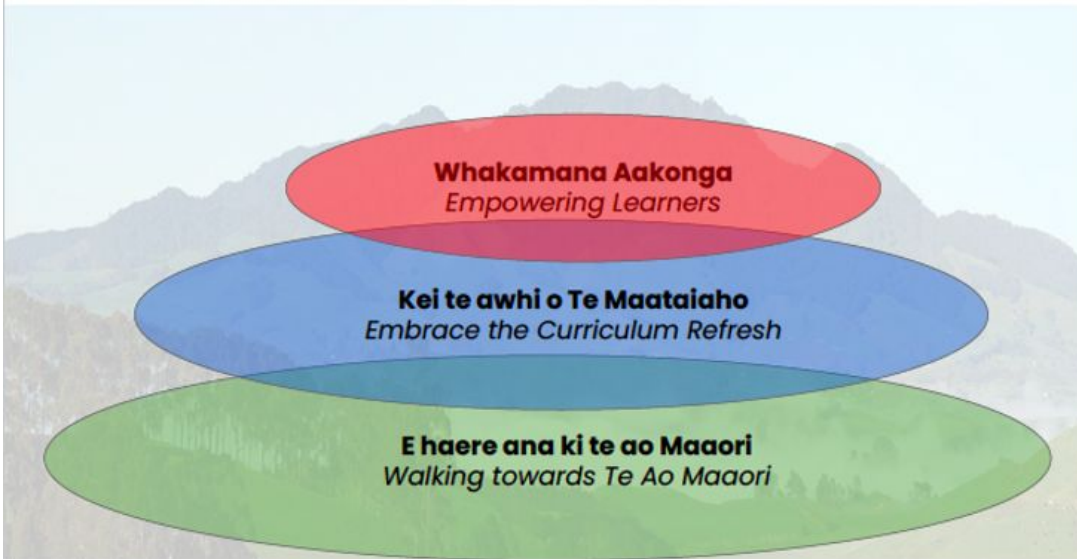 Whakamana Aakonga
Empowering Learners
Kei te awhi o Te Maataiaho
Embrace the Curriculum Refresh
E haere ana ki te ao Maaori
Walking towards Te Ao Maaori